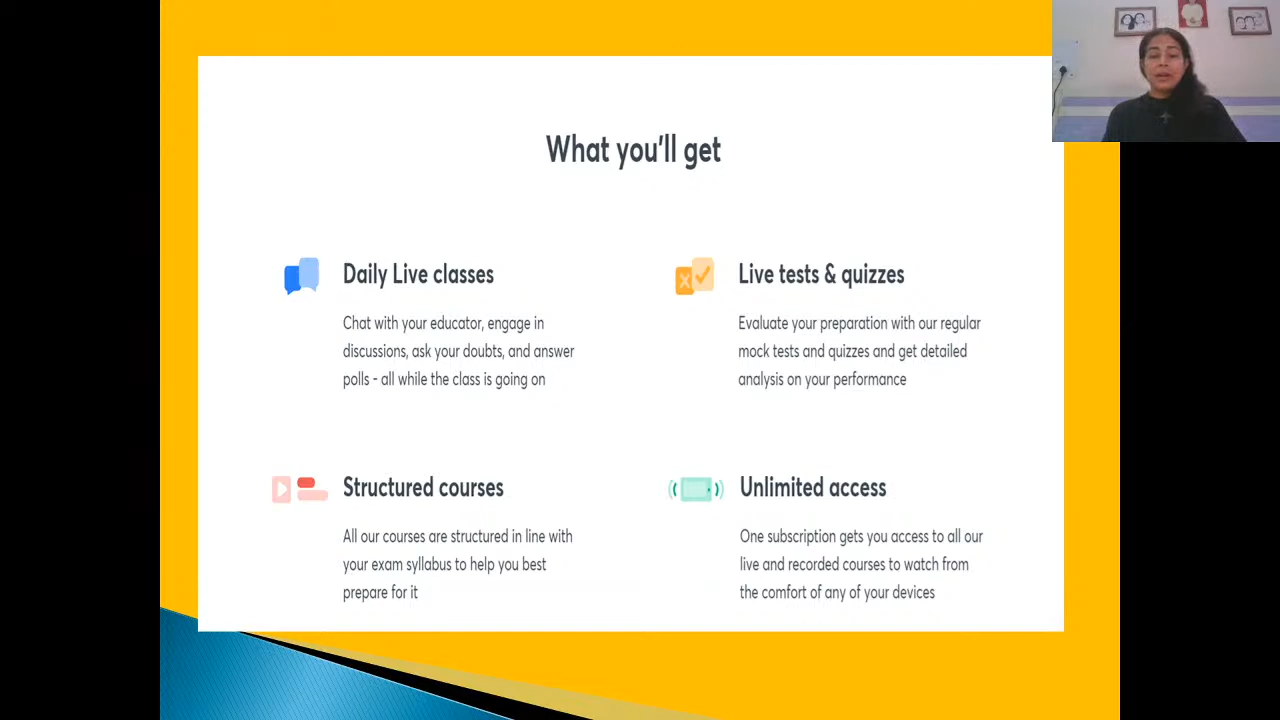 What you'll get
Daily Live classes
Chat with your educator, engage in
discussions, ask your doubts, and answer
polls - all while the class is going on
Live tests & quizzes
Evaluate your preparation with our regular
mock tests and quizzes and get detailed
analysis on your performance
Structured courses
All our courses are structured in line with
your exam syllabus to help you best
prepare for it
Unlimited access
One subscription gets you access to all our
live and recorded courses to watch from
the comfort of any of your devices